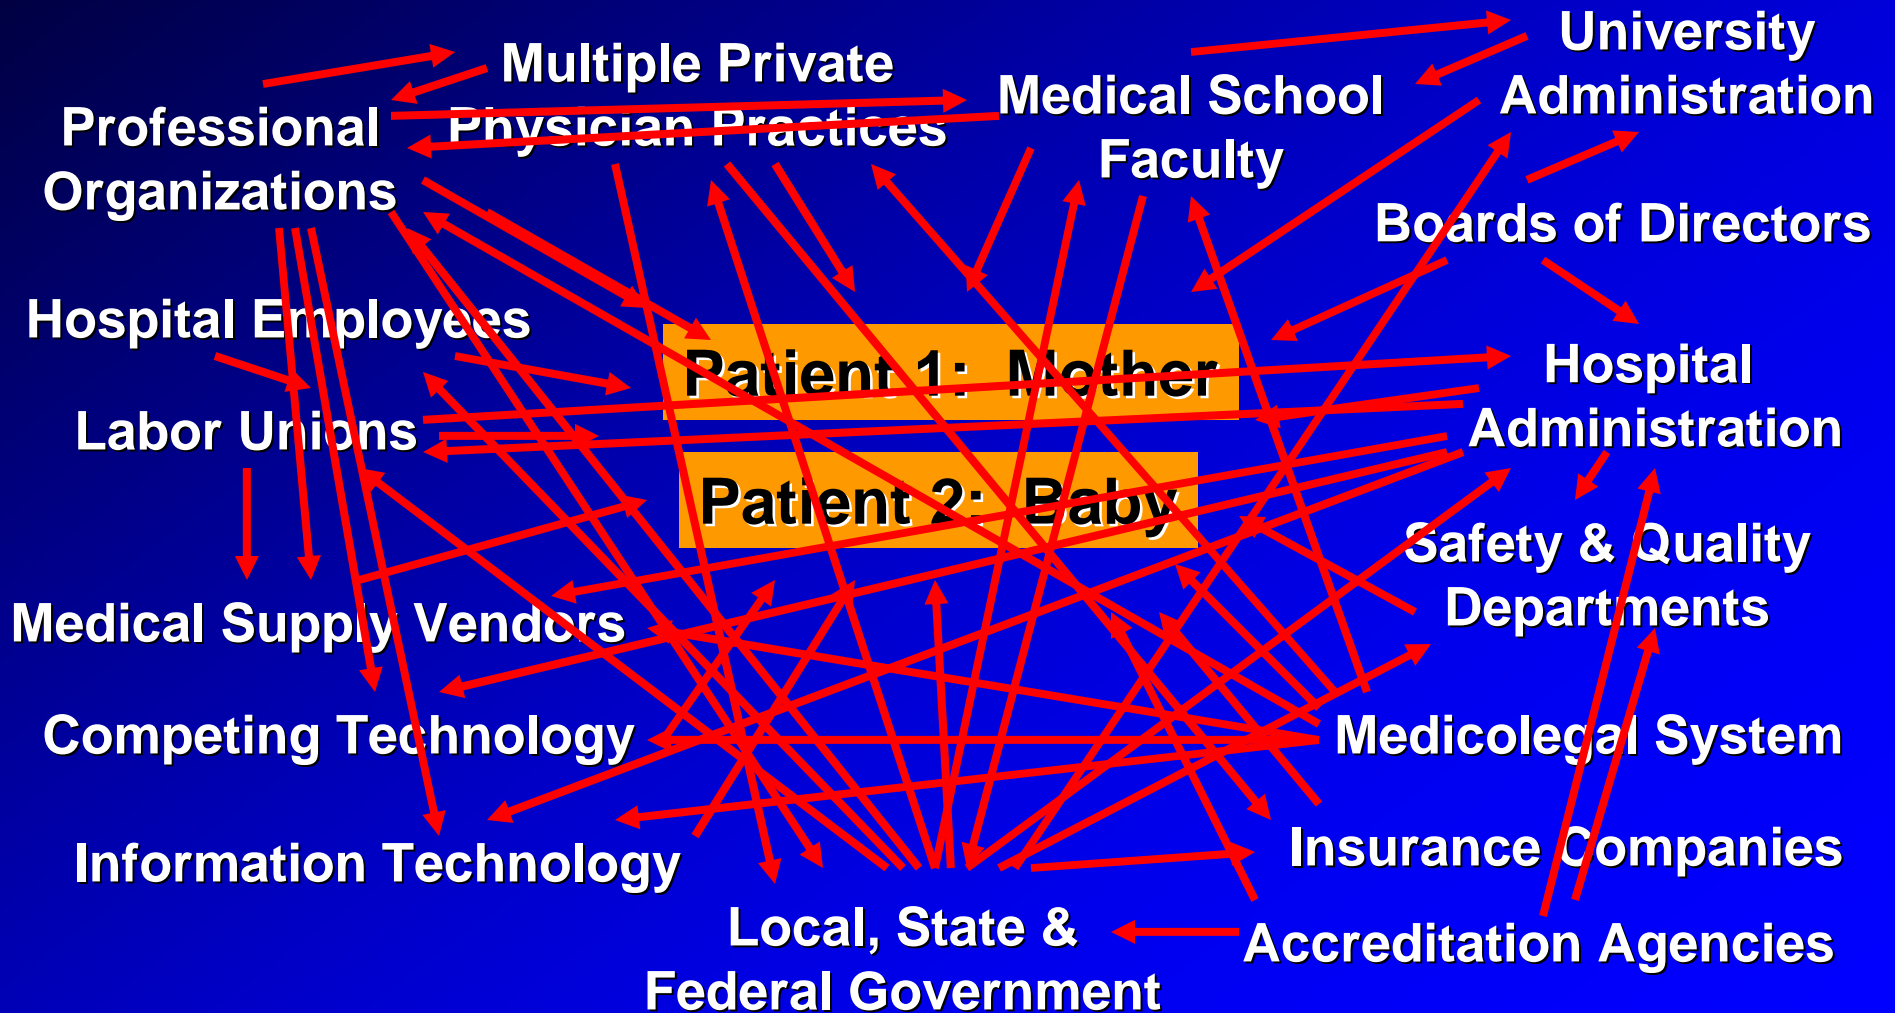 Multiple Private
Physician Practices
Medical School
Faculty
University
Administration
Professional
Organizations
Boards of Directors
Hospital Employees
Patient 1:  Mother
Hospital
Administration
Labor Unions
Patient 2:  Baby
Safety & Quality
Departments
Medical Supply Vendors
Competing Technology
Medicolegal System
Information Technology
Insurance Companies
Local, State &
Federal Government
Accreditation Agencies